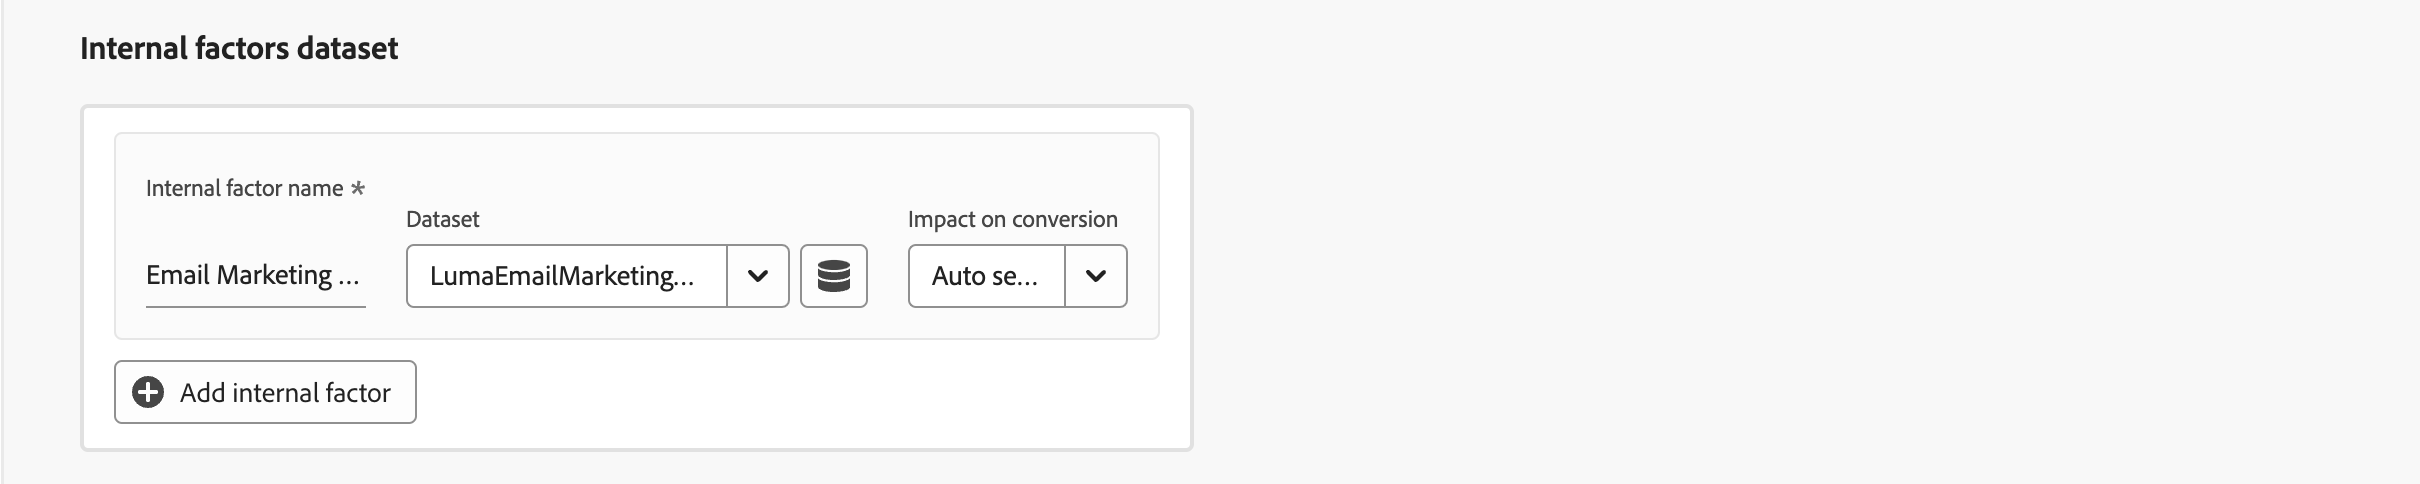 Internal factors dataset
Internal factor name *
Dataset
Impact on conversion
Email Marketing ...
LumaEmailMarketing...
Auto se...
Add internal factor